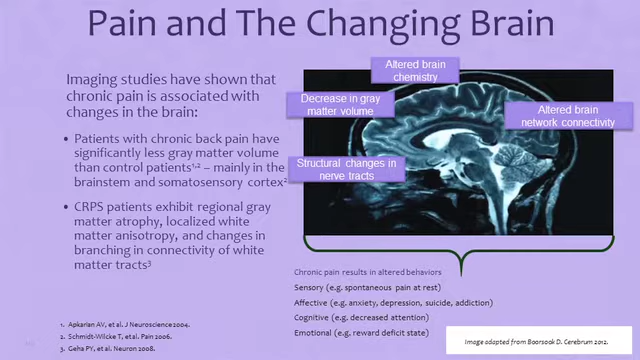 Pain and The Changing Brain
Imaging studies have shown that
chronic pain is associated with
changes in the brain:
• Patients with chronic back pain have
significantly less gray matter volume
than control patients1,2 – mainly in the
brainstem and somatosensory cortex2
• CRPS patients exhibit regional gray
matter atrophy, localized white
matter anisotropy, and changes in
branching in connectivity of white
matter tracts3
Altered brain
chemistry
Decrease in gray
matter volume
Altered brain
network connectivity
Structural changes in
nerve tracts
Chronic pain results in altered behaviors
Sensory (e.g. spontaneous pain at rest)
Affective (e.g. anxiety, depression, suicide, addiction)
Cognitive (e.g. decreased attention)
Emotional (e.g. reward deficit state)
1. Apkarian AV, et al. J Neuroscience 2004.
2. Schmidt-Wilcke T, et al. Pain 2006.
3. Geha PY, et al. Neuron 2008.
Image adapted from Boorsook D. Cerebrum 2012.